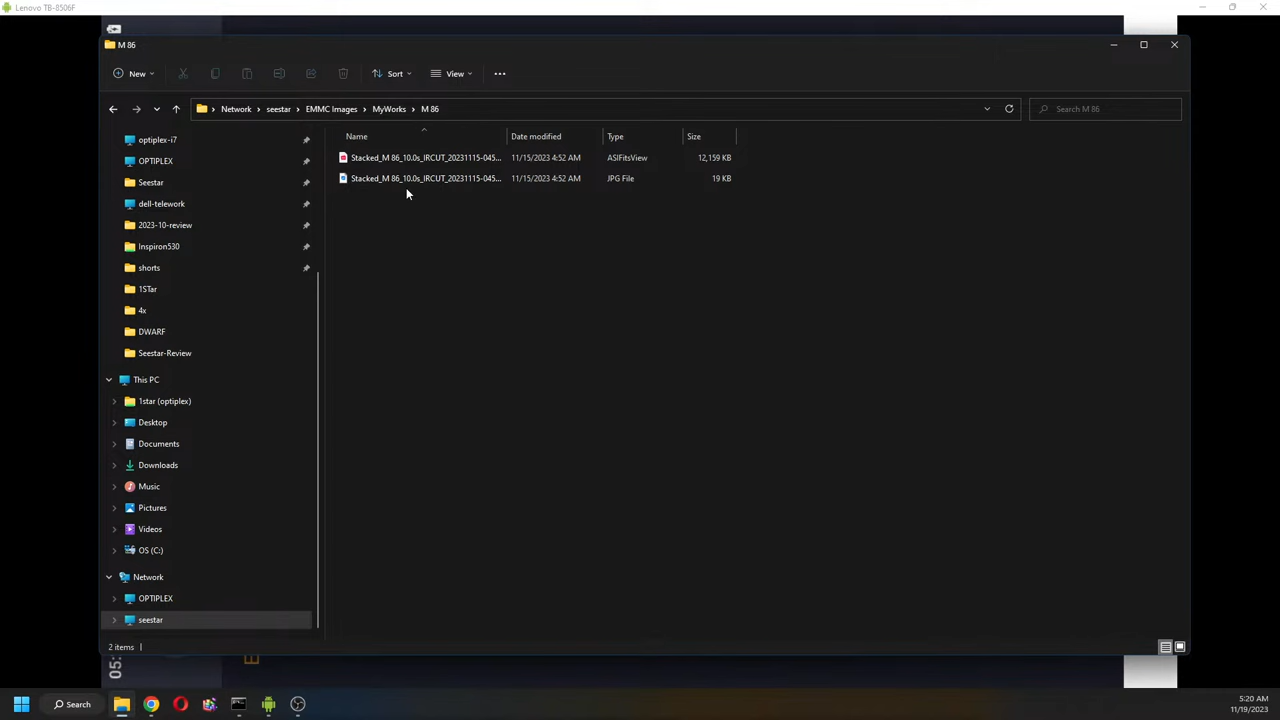 Lenovo TB-8506F
M 86
New
Sort
View
Network > seestar > EMMC Images > MyWorks > M 86
Search M 86
Name
Date modified
Type
Size
Stacked_M 86_10.0s_IRCUT_20231115-045... 11/15/2023 4:52 AM ASIFitsView 12,159 KB
Stacked_M 86_10.0s_IRCUT_20231115-045... 11/15/2023 4:52 AM JPG File 19 KB
optiplex-i7
OPTIPLEX
Seestar
dell-telework
2023-10-review
Inspiron530
shorts
1STar
4x
DWARF
Seestar-Review
This PC
1star (optiplex)
Desktop
Documents
Downloads
Music
Pictures
Videos
OS (C:)
Network
OPTIPLEX
seestar
2 items
Search
5:20 AM
11/19/2023